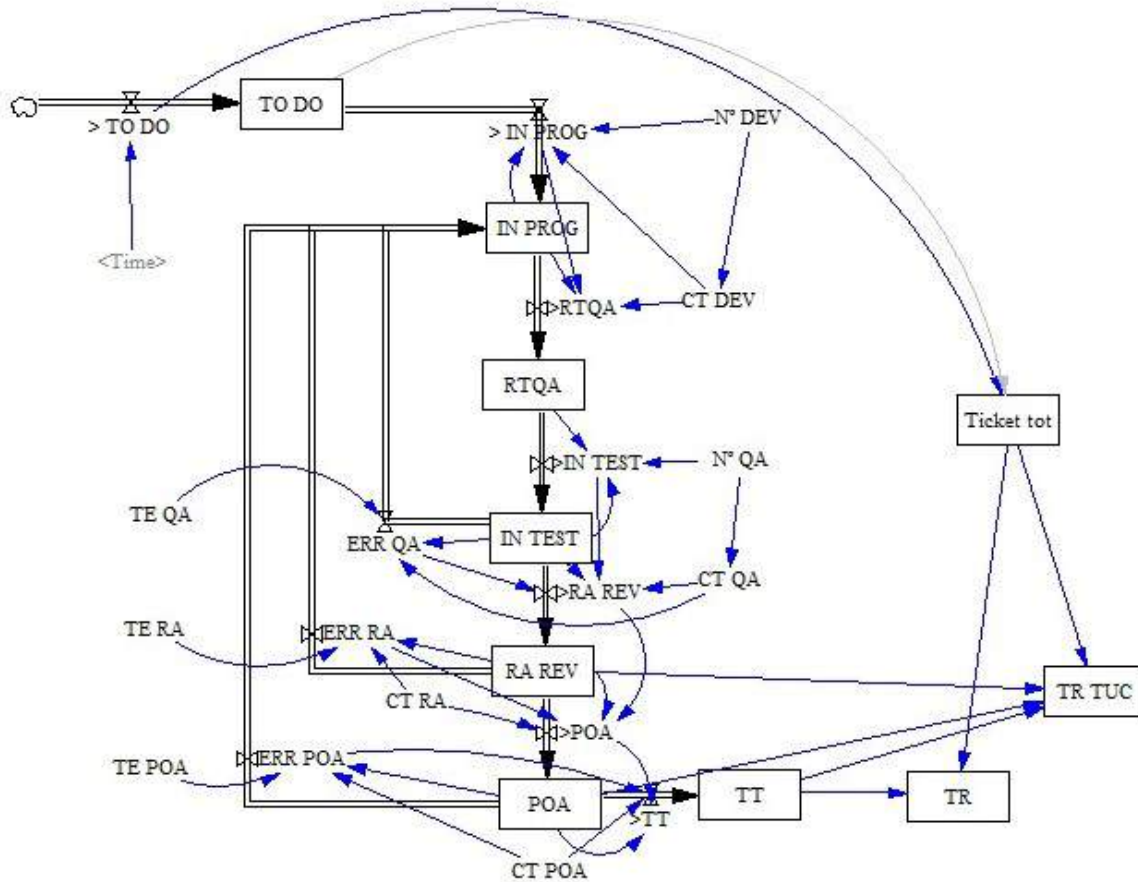 TO DO
> TO DO
N° DEV
> IN PROG
IN PROG
<Time>
CT DEV
>RTQA
RTQA
Ticket tot
>IN TEST
N° QA
TE QA
IN TEST
ERR QA
CT QA
>RA REV
TE RA
ERR RA
RA REV
CT RA
TR TUC
>POA
ERR POA
TE POA
POA
TT
TR
>TT
CT POA